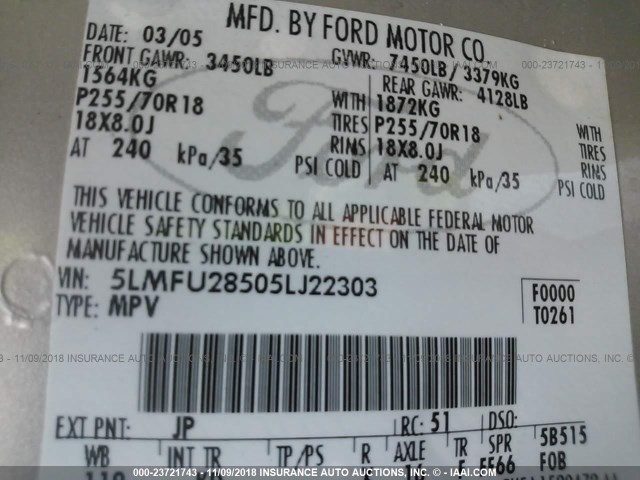 MFD. BY FORD MOTOR CO.
DATE: 03/05
GVWR: 7450LB/ 3379KG
FRONT GAWR: 3450LB
REAR GAWR: 4128LB
1564KG
1872KG
P255/70R18 WITH
P255/70R18 WITH
18X8.0J TIRES
18X8.0J TIRES
RIMS
RIMS
AT 240 kPa/35 PSI COLD
AT 240 kPa/35 PSI COLD
Ford
THIS VEHICLE CONFORMS TO ALL APPLICABLE FEDERAL MOTOR
VEHICLE SAFETY STANDARDS IN EFFECT ON THE DATE OF
MANUFACTURE SHOWN ABOVE.
VIN: 5LMFU28505LJ22303
F0000
TYPE: MPV
T0261
EXT PNT: JP
RC: 51
DSO:
WB
INT TR
TP/PS
R
AXLE
TR
SPR
5B515
FOB
000-23721743 - 11/09/2018 INSURANCE AUTO AUCTIONS, INC. - © IAAI.COM